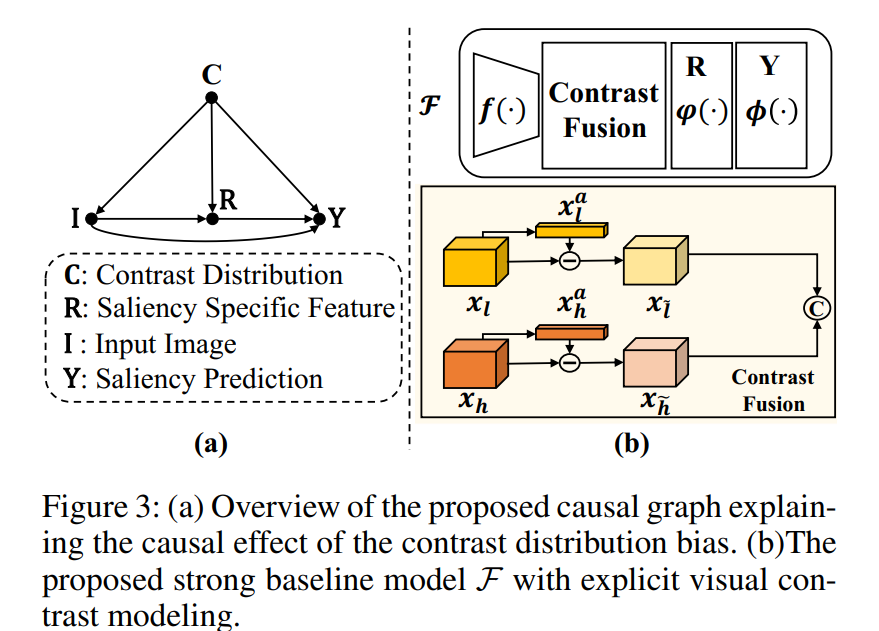 C
I
R
Y
C: Contrast Distribution
R: Saliency Specific Feature
I : Input Image
Y: Saliency Prediction
(a)
ℱ
f(·)
Contrast
Fusion
R
φ(·)
Y
ϕ(·)
x_l^a
x_l
x_l̃
x_h^a
x_h
x_h̃
C
Contrast
Fusion
(b)
Figure 3: (a) Overview of the proposed causal graph explain-
ing the causal effect of the contrast distribution bias. (b)The
proposed strong baseline model ℱ with explicit visual con-
trast modeling.